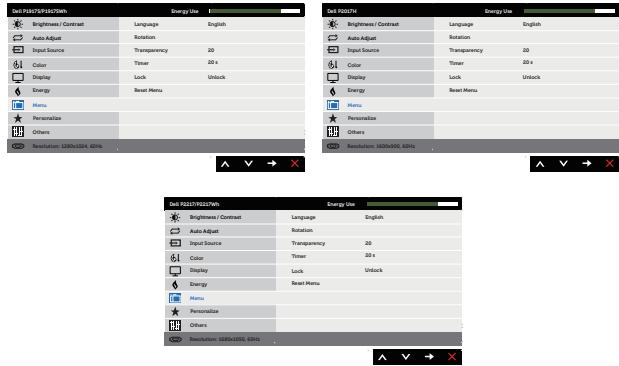 Dell P1917S/P1917SWh Energy Use
Brightness / Contrast Language English
Auto Adjust Rotation
Input Source Transparency 20
Color Timer 20 s
Display Lock Unlock
Energy Reset Menu
Menu
Personalize
Others
Resolution: 1280x1024, 60Hz
Dell P2017H Energy Use
Brightness / Contrast Language English
Auto Adjust Rotation
Input Source Transparency 20
Color Timer 20 s
Display Lock Unlock
Energy Reset Menu
Menu
Personalize
Others
Resolution: 1600x900, 60Hz
Dell P2217/P2217Wh Energy Use
Brightness / Contrast Language English
Auto Adjust Rotation
Input Source Transparency 20
Color Timer 20 s
Display Lock Unlock
Energy Reset Menu
Menu
Personalize
Others
Resolution: 1680x1050, 60Hz